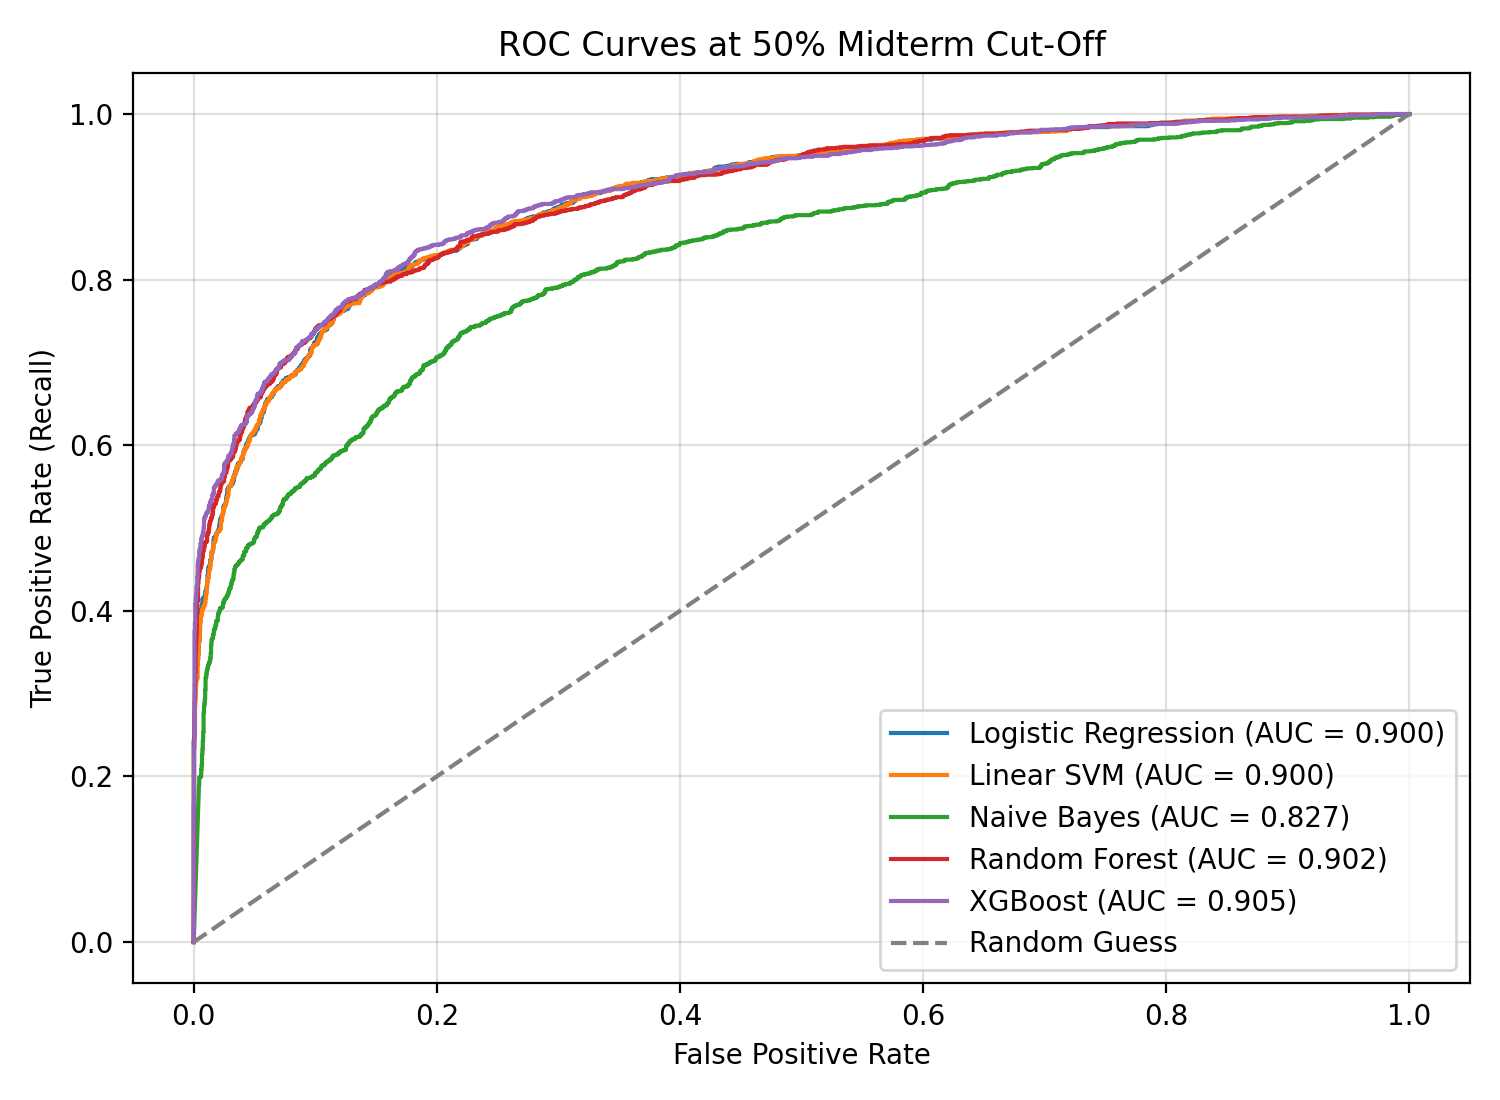 ROC Curves at 50% Midterm Cut-Off
True Positive Rate (Recall)
1.0
0.8
0.6
0.4
0.2
0.0
Logistic Regression (AUC = 0.900)
Linear SVM (AUC = 0.900)
Naive Bayes (AUC = 0.827)
Random Forest (AUC = 0.902)
XGBoost (AUC = 0.905)
Random Guess
0.0 0.2 0.4 0.6 0.8 1.0
False Positive Rate